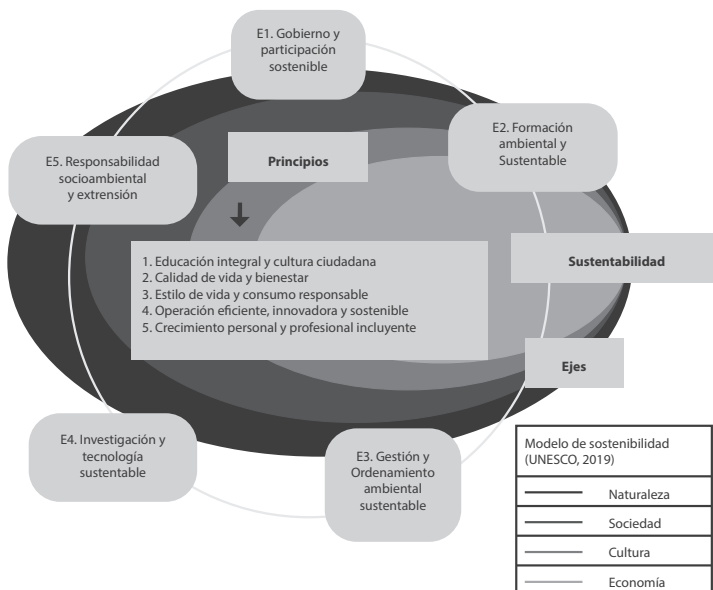 E1. Gobierno y
participación
sostenible
E2. Formación
ambiental y
Sustentable
Principios
E5. Responsabilidad
socioambiental
y extrensión
1. Educación integral y cultura ciudadana
2. Calidad de vida y bienestar
3. Estilo de vida y consumo responsable
4. Operación eficiente, innovadora y sostenible
5. Crecimiento personal y profesional incluyente
Sustentabilidad
Ejes
E4. Investigación y
tecnología
sustentable
E3. Gestión y
Ordenamiento
ambiental
sustentable
Modelo de sostenibilidad
(UNESCO, 2019)
Naturaleza
Sociedad
Cultura
Economía